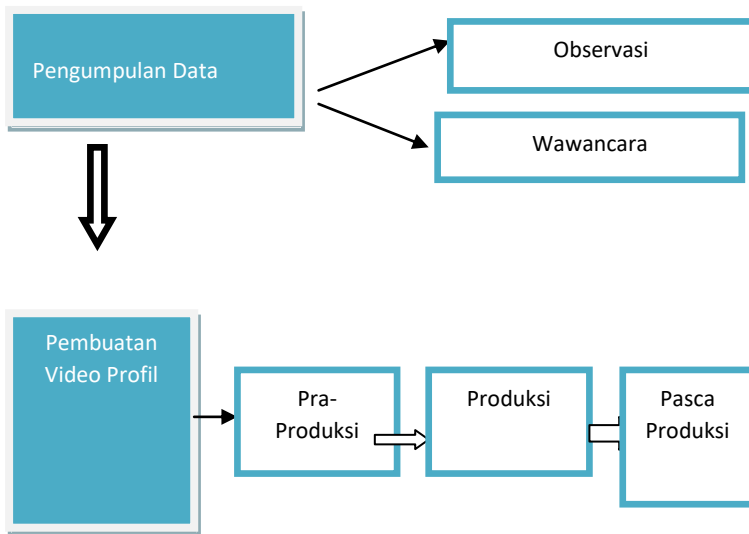 Pengumpulan Data
Observasi
Wawancara
Pembuatan
Video Profil
Pra-
Produksi
Produksi
Pasca
Produksi